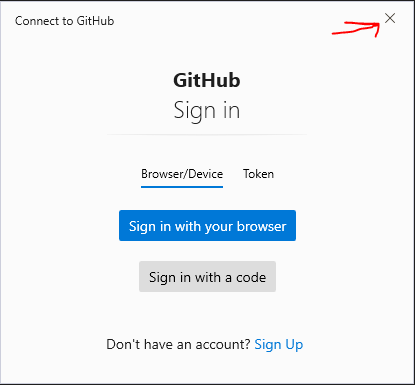 Connect to GitHub
GitHub
Sign in
Browser/Device Token
Sign in with your browser
Sign in with a code
Don't have an account? Sign Up